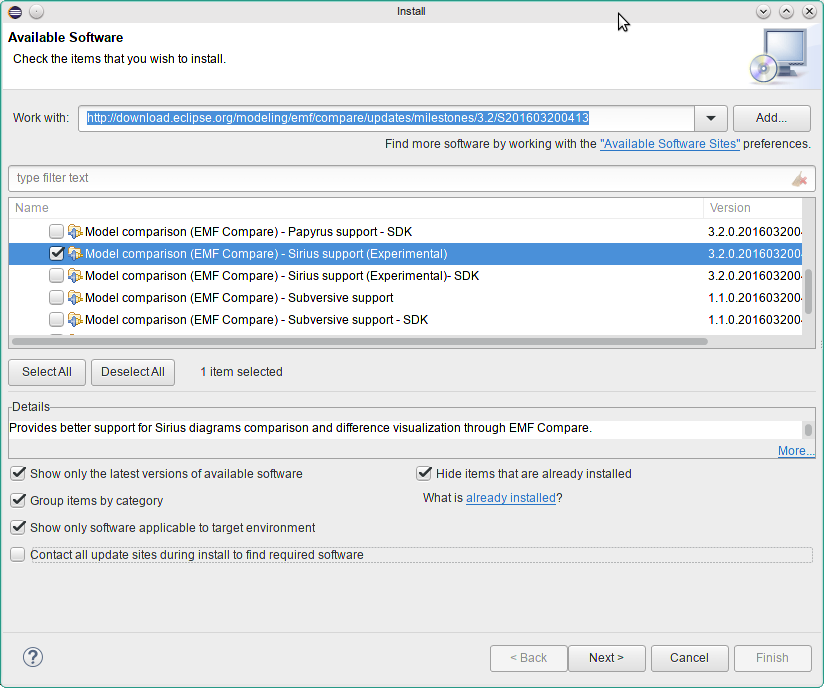 Install
Available Software
Check the items that you wish to install.
Work with: http://download.eclipse.org/modeling/emf/compare/updates/milestones/3.2/S201603200413 Add...
Find more software by working with the "Available Software Sites" preferences.
type filter text
Name Version
Model comparison (EMF Compare) - Papyrus support - SDK 3.2.0.2016032004
Model comparison (EMF Compare) - Sirius support (Experimental) 3.2.0.2016032004
Model comparison (EMF Compare) - Sirius support (Experimental)- SDK 3.2.0.2016032004
Model comparison (EMF Compare) - Subversive support 1.1.0.2016032004
Model comparison (EMF Compare) - Subversive support - SDK 1.1.0.2016032004
Select All Deselect All 1 item selected
Details
Provides better support for Sirius diagrams comparison and difference visualization through EMF Compare.
More...
Show only the latest versions of available software Hide items that are already installed
Group items by category What is already installed?
Show only software applicable to target environment
Contact all update sites during install to find required software
? < Back Next > Cancel Finish